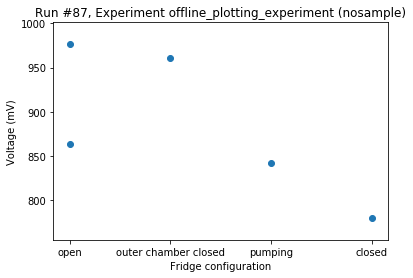 Run #87, Experiment offline_plotting_experiment (nosample)
1000
950
900
850
800
Voltage (mV)
open
outer chamber closed
pumping
closed
Fridge configuration